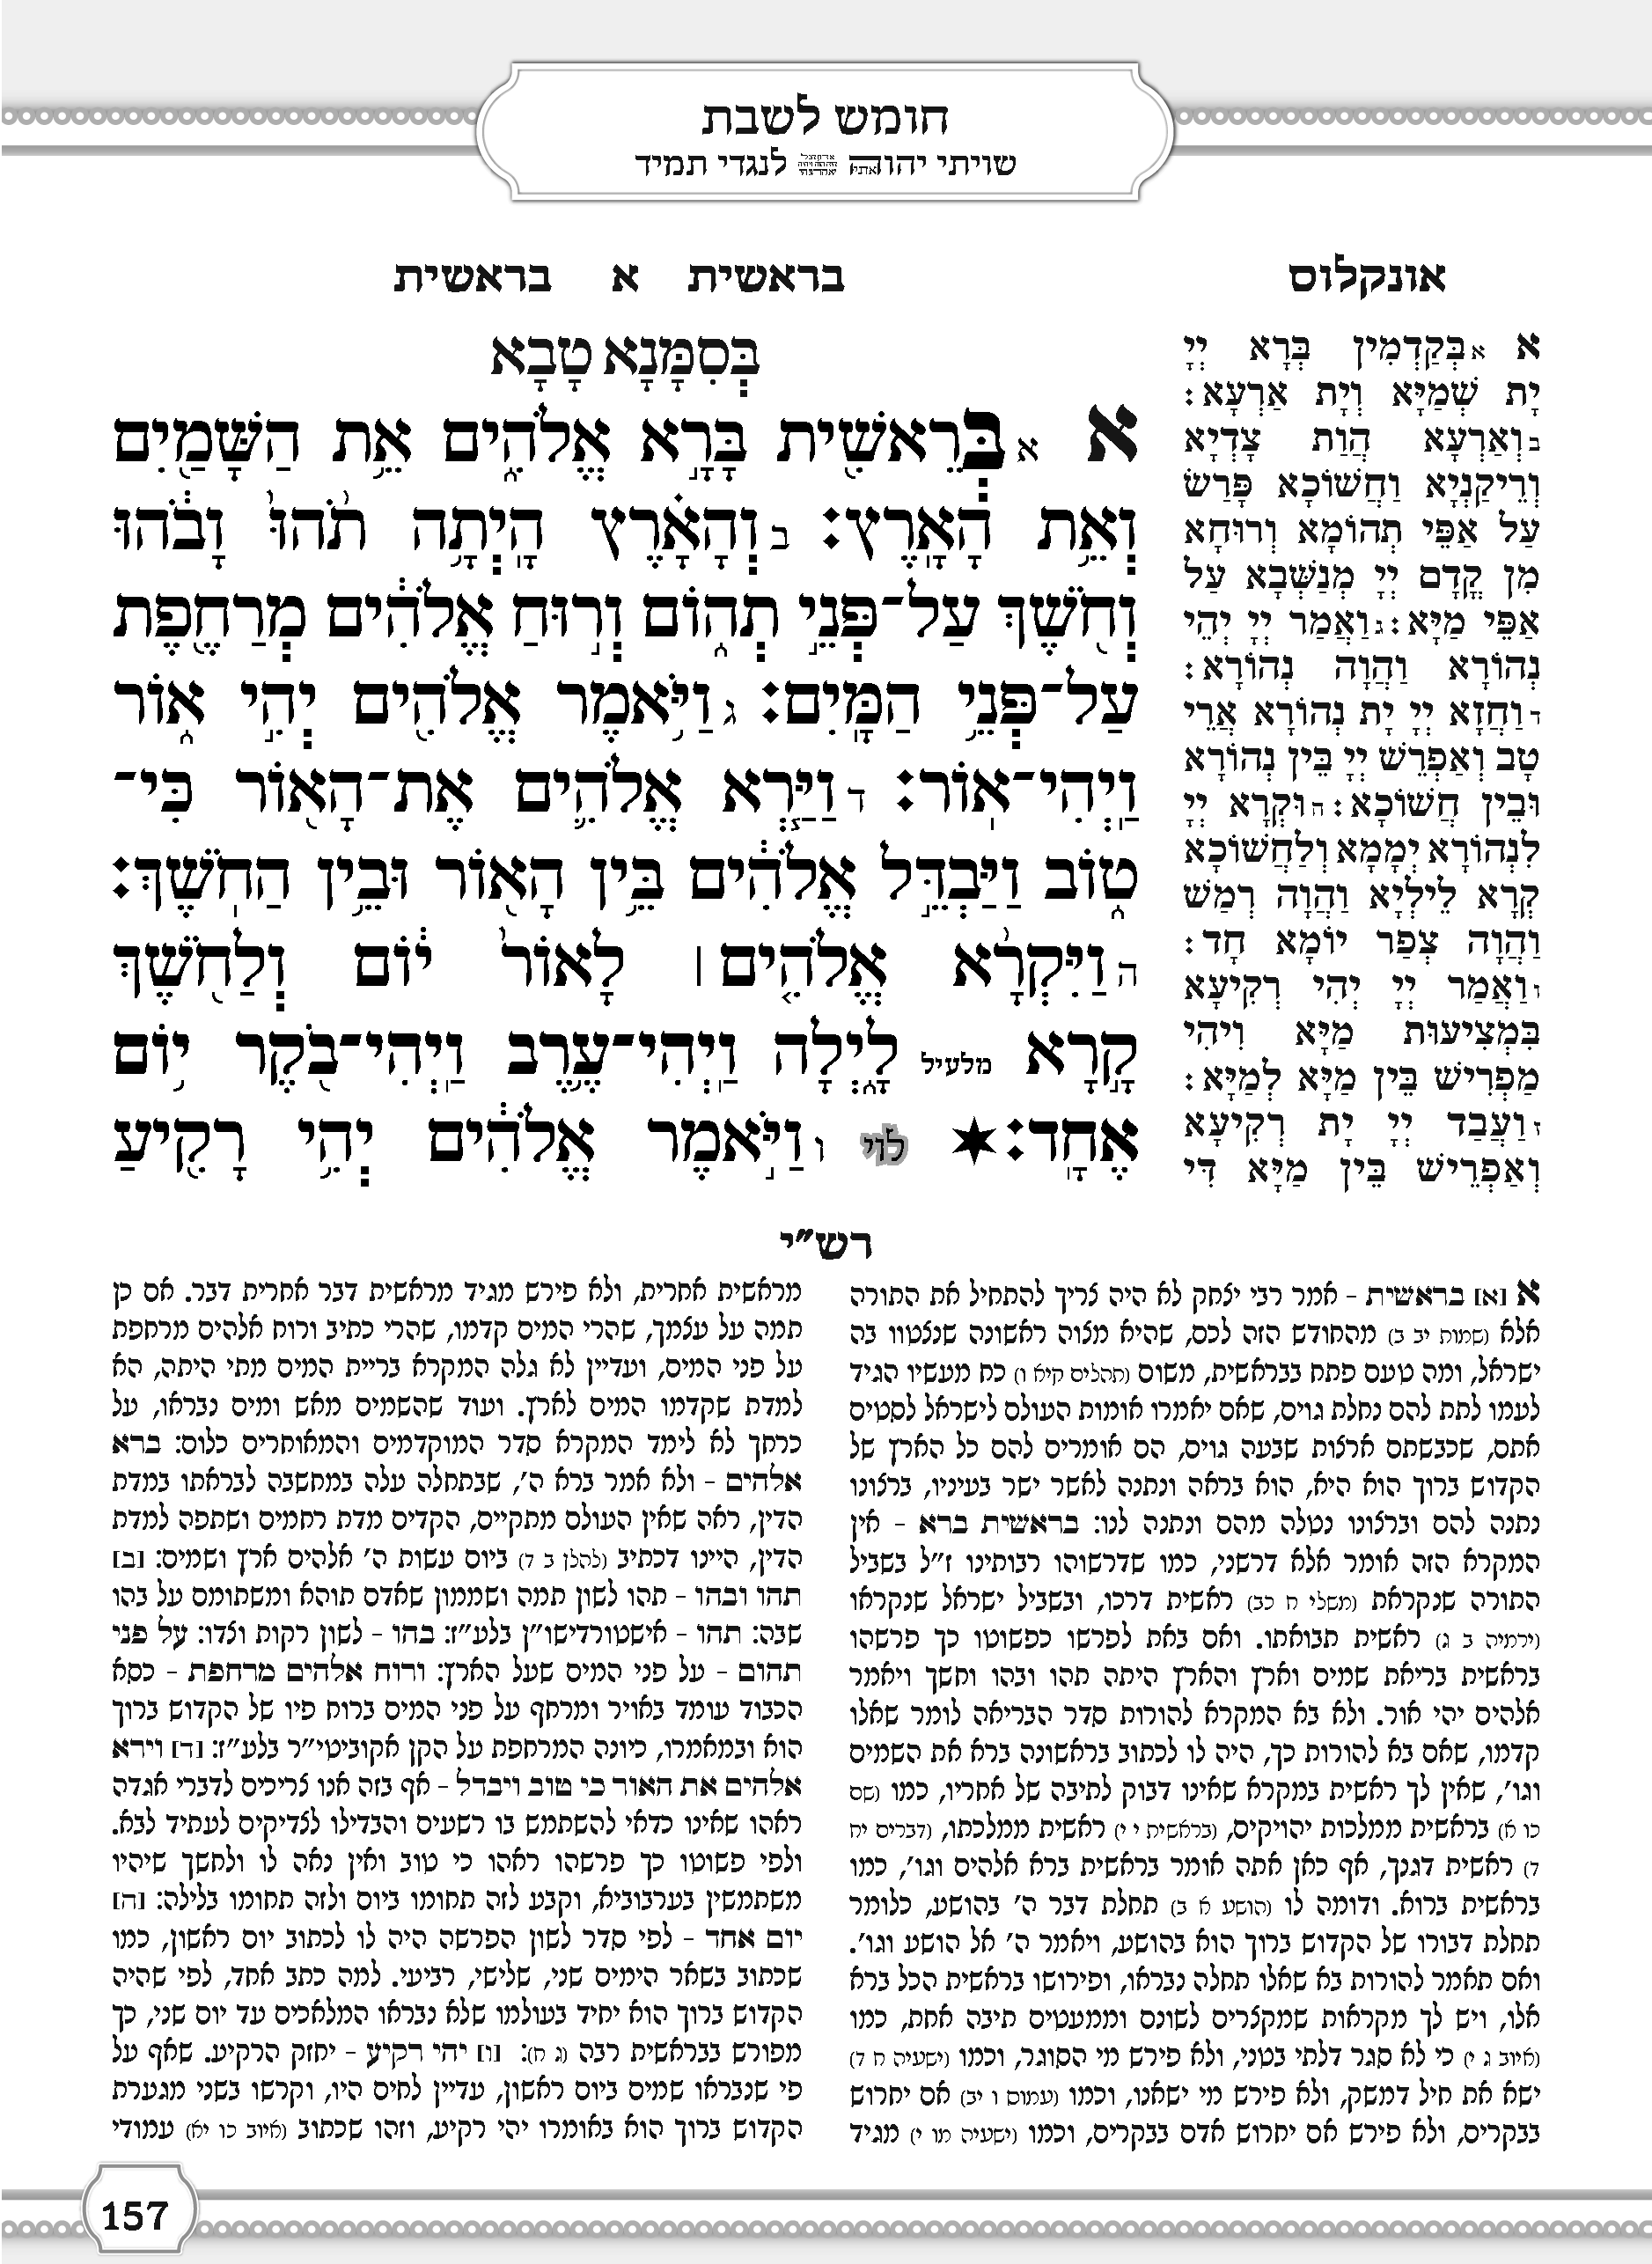 חומש לשבת
שויתי יהוה לנגדי תמיד
בראשית א בראשית
בְּסִמָּנָא טָבָא
א א בְּרֵאשִׁ֖ית בָּרָ֣א אֱלֹהִ֑ים אֵ֥ת הַשָּׁמַ֖יִם
וְאֵ֥ת הָאָֽרֶץ׃ ב וְהָאָ֗רֶץ הָיְתָ֥ה תֹ֙הוּ֙ וָבֹ֔הוּ
וְחֹ֖שֶׁךְ עַל־פְּנֵ֣י תְה֑וֹם וְר֣וּחַ אֱלֹהִ֔ים מְרַחֶ֖פֶת
עַל־פְּנֵ֥י הַמָּֽיִם׃ ג וַיֹּ֥אמֶר אֱלֹהִ֖ים יְהִ֣י א֑וֹר
וַֽיְהִי־אֽוֹר׃ ד וַיַּ֧רְא אֱלֹהִ֛ים אֶת־הָא֖וֹר כִּי־
ט֑וֹב וַיַּבְדֵּ֣ל אֱלֹהִ֔ים בֵּ֥ין הָא֖וֹר וּבֵ֥ין הַחֹֽשֶׁךְ׃
ה וַיִּקְרָ֨א אֱלֹהִ֤ים ׀ לָאוֹר֙ י֔וֹם וְלַחֹ֖שֶׁךְ
קָ֣רָא מלעיל לָ֑יְלָה וַֽיְהִי־עֶ֥רֶב וַֽיְהִי־בֹ֖קֶר י֥וֹם
אֶחָֽד׃ ✶ לוי ו וַיֹּ֣אמֶר אֱלֹהִ֔ים יְהִ֥י רָקִ֖יעַ
אונקלוס
א א בְּקַדְמִין בְּרָא יְיָ
יָת שְׁמַיָּא וְיָת אַרְעָא׃
ב וְאַרְעָא הֲוַת צָדְיָא
וְרֵיקַנְיָא וַחֲשׁוֹכָא פָּרַשׂ
עַל אַפֵּי תְהוֹמָא וְרוּחָא
מִן קֳדָם יְיָ מְנַשְּׁבָא עַל
אַפֵּי מַיָּא׃ ג וַאֲמַר יְיָ יְהֵי
נְהוֹרָא וַהֲוָה נְהוֹרָא׃
ד וַחֲזָא יְיָ יָת נְהוֹרָא אֲרֵי
טָב וְאַפְרֵשׁ יְיָ בֵּין נְהוֹרָא
וּבֵין חֲשׁוֹכָא׃ ה וּקְרָא יְיָ
לִנְהוֹרָא יְמָמָא וְלַחֲשׁוֹכָא
קְרָא לֵילְיָא וַהֲוָה רְמַשׁ
וַהֲוָה צְפַר יוֹמָא חָד׃
ו וַאֲמַר יְיָ יְהִי רְקִיעָא
בִּמְצִיעוּת מַיָּא וִיהִי
מַפְרִישׁ בֵּין מַיָּא לְמַיָּא׃
ז וַעֲבַד יְיָ יָת רְקִיעָא
וְאַפְרֵישׁ בֵּין מַיָּא דִּי
רש״י
א [א] בראשית - אמר רבי יצחק לא היה צריך להתחיל את התורה
אלא (שמות יב ב) מהחודש הזה לכם, שהיא מצוה ראשונה שנצטוו בה
ישראל, ומה טעם פתח בבראשית, משום (תהלים קיא ו) כח מעשיו הגיד
לעמו לתת להם נחלת גוים, שאם יאמרו אומות העולם לישראל לסטים
אתם, שכבשתם ארצות שבעה גוים, הם אומרים להם כל הארץ של
הקדוש ברוך הוא היא, הוא בראה ונתנה לאשר ישר בעיניו, ברצונו
נתנה להם וברצונו נטלה מהם ונתנה לנו: בראשית ברא - אין
המקרא הזה אומר אלא דרשני, כמו שדרשוהו רבותינו ז״ל בשביל
התורה שנקראת (משלי ח כב) ראשית דרכו, ובשביל ישראל שנקראו
(ירמיה ב ג) ראשית תבואתו. ואם באת לפרשו כפשוטו כך פרשהו
בראשית בריאת שמים וארץ והארץ היתה תהו ובהו וחשך ויאמר
אלהים יהי אור. ולא בא המקרא להורות סדר הבריאה לומר שאלו
קדמו, שאם בא להורות כך, היה לו לכתוב בראשונה ברא את השמים
וגו', שאין לך ראשית במקרא שאינו דבוק לתיבה של אחריו, כמו (שם
כו א) בראשית ממלכות יהויקים, (בראשית י י) ראשית ממלכתו, (דברים יח
ד) ראשית דגנך, אף כאן אתה אומר בראשית ברא אלהים וגו', כמו
בראשית ברוא. ודומה לו (הושע א ב) תחלת דבר ה' בהושע, כלומר
תחלת דבורו של הקדוש ברוך הוא בהושע, ויאמר ה' אל הושע וגו'.
ואם תאמר להורות בא שאלו תחלה נבראו, ופירושו בראשית הכל ברא
אלו, ויש לך מקראות שמקצרים לשונם וממעטים תיבה אחת, כמו
(איוב ג י) כי לא סגר דלתי בטני, ולא פירש מי הסוגר, וכמו (ישעיה ח ד)
ישא את חיל דמשק, ולא פירש מי ישאנו, וכמו (עמוס ו יב) אם יחרוש
בבקרים, ולא פירש אם יחרוש אדם בבקרים, וכמו (ישעיה מו י) מגיד
מראשית אחרית, ולא פירש מגיד מראשית דבר אחרית דבר. אם כן
תמה על עצמך, שהרי המים קדמו, שהרי כתיב ורוח אלהים מרחפת
על פני המים, ועדיין לא גלה המקרא בריית המים מתי היתה, הא
למדת שקדמו המים לארץ. ועוד שהשמים מאש ומים נבראו, על
כרחך לא לימד המקרא סדר המוקדמים והמאוחרים כלום: ברא
אלהים - ולא אמר ברא ה', שבתחלה עלה במחשבה לבראתו במדת
הדין, ראה שאין העולם מתקיים, הקדים מדת רחמים ושתפה למדת
הדין, היינו דכתיב (להלן ב ד) ביום עשות ה' אלהים ארץ ושמים: [ב]
תהו ובהו - תהו לשון תמה ושממון שאדם תוהא ומשתומם על בהו
שבה: תהו - אישטורדישו״ן בלע״ז: בהו - לשון רקות וצדו: על פני
תהום - על פני המים שעל הארץ: ורוח אלהים מרחפת - כסא
הכבוד עומד באויר ומרחף על פני המים ברוח פיו של הקדוש ברוך
הוא ובמאמרו, כיונה המרחפת על הקן אקוביטי״ר בלע״ז: [ד] וירא
אלהים את האור כי טוב ויבדל - אף בזה אנו צריכים לדברי אגדה
ראהו שאינו כדאי להשתמש בו רשעים והבדילו לצדיקים לעתיד לבא.
ולפי פשוטו כך פרשהו ראהו כי טוב ואין נאה לו ולחשך שיהיו
משתמשין בערבוביא, וקבע לזה תחומו ביום ולזה תחומו בלילה: [ה]
יום אחד - לפי סדר לשון הפרשה היה לו לכתוב יום ראשון, כמו
שכתוב בשאר הימים שני, שלישי, רביעי. למה כתב אחד, לפי שהיה
הקדוש ברוך הוא יחיד בעולמו שלא נבראו המלאכים עד יום שני, כך
מפורש בבראשית רבה (ג ח): [ו] יהי רקיע - יחזק הרקיע. שאף על
פי שנבראו שמים ביום ראשון, עדיין לחים היו, וקרשו בשני מגערת
הקדוש ברוך הוא באומרו יהי רקיע, וזהו שכתוב (איוב כו יא) עמודי
157